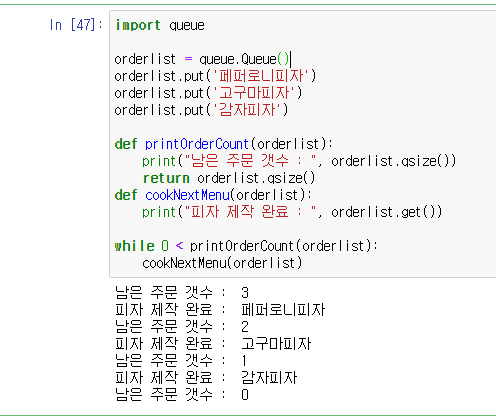 In [47]:
import queue
orderlist = queue.Queue()
orderlist.put('페퍼로니피자')
orderlist.put('고구마피자')
orderlist.put('감자피자')
def printOrderCount(orderlist):
    print("남은 주문 갯수 : ", orderlist.qsize())
    return orderlist.qsize()
def cookNextMenu(orderlist):
    print("피자 제작 완료 : ", orderlist.get())
while 0 < printOrderCount(orderlist):
    cookNextMenu(orderlist)
남은 주문 갯수 :  3
피자 제작 완료 :  페퍼로니피자
남은 주문 갯수 :  2
피자 제작 완료 :  고구마피자
남은 주문 갯수 :  1
피자 제작 완료 :  감자피자
남은 주문 갯수 :  0